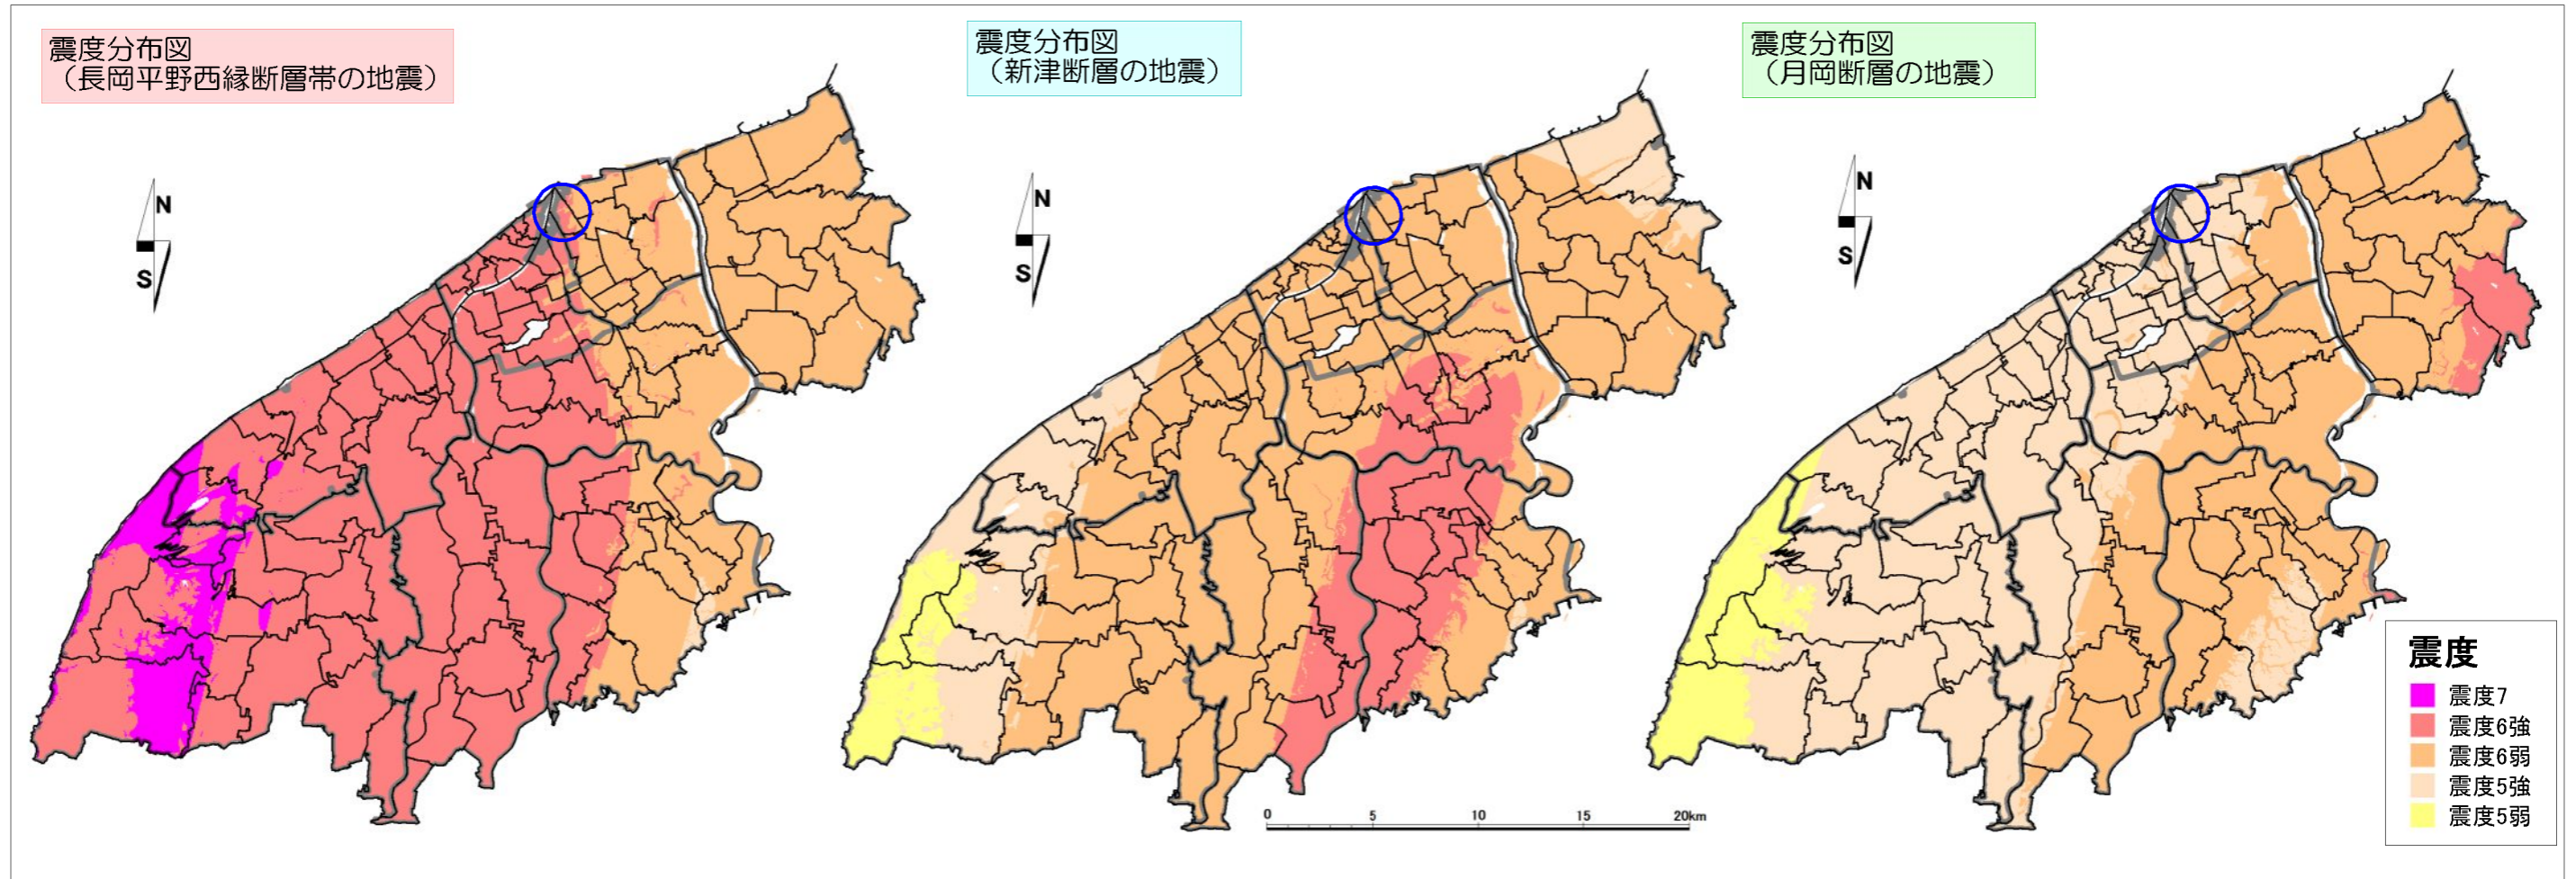 震度分布図
（長岡平野西縁断層帯の地震）
震度分布図
（新津断層の地震）
震度分布図
（月岡断層の地震）
N
S
N
S
N
S
震度
震度7
震度6強
震度6弱
震度5強
震度5弱
0 5 10 15 20km